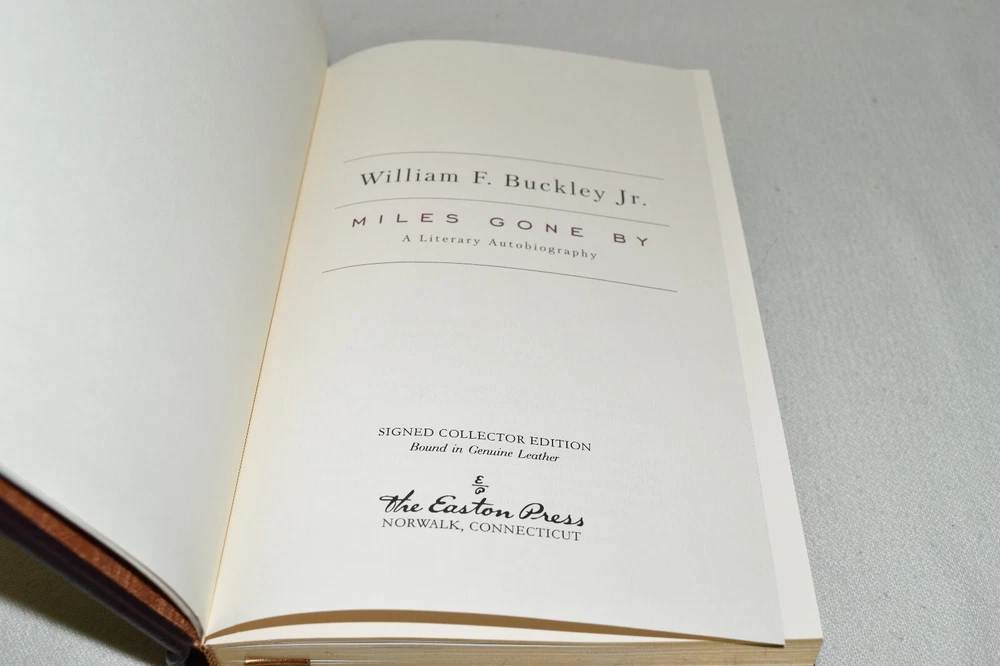 William F. Buckley Jr.
MILES GONE BY
A Literary Autobiography
SIGNED COLLECTOR EDITION
Bound in Genuine Leather
E
P
The Easton Press
NORWALK, CONNECTICUT